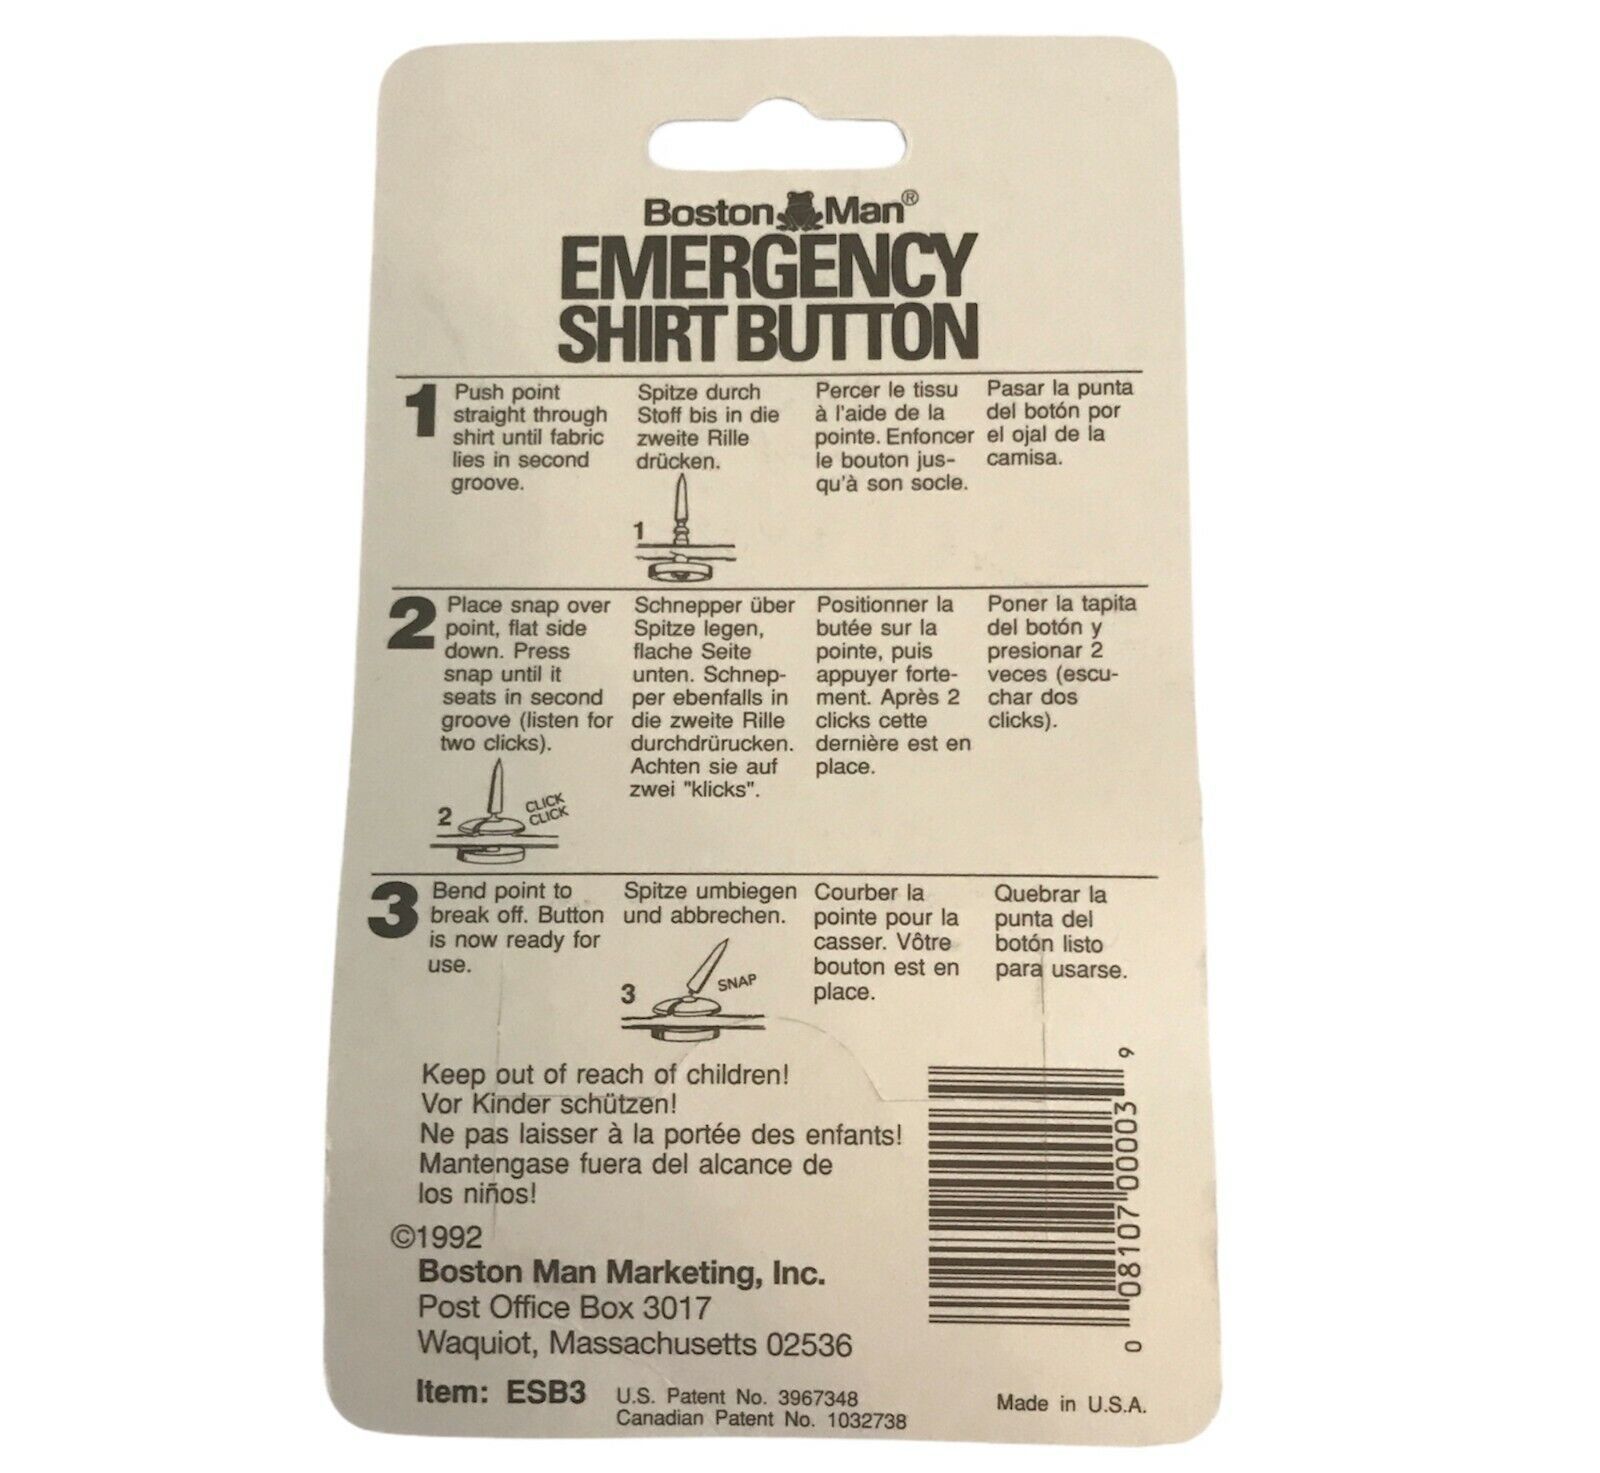 Boston Man®
EMERGENCY
SHIRT BUTTON
1
Push point
straight through
shirt until fabric
lies in second
groove.
Spitze durch
Stoff bis in die
zweite Rille
drücken.
Percer le tissu
à l'aide de la
pointe. Enfoncer
le bouton jus-
qu'à son socle.
Pasar la punta
del botón por
el ojal de la
camisa.
1
2
Place snap over
point, flat side
down. Press
snap until it
seats in second
groove (listen for
two clicks).
Schnepper über
Spitze legen,
flache Seite
unten. Schnep-
per ebenfalls in
die zweite Rille
durchdrürucken.
Achten sie auf
zwei "klicks".
Positionner la
butée sur la
pointe, puis
appuyer forte-
ment. Après 2
clicks cette
dernière est en
place.
Poner la tapita
del botón y
presionar 2
veces (escu-
char dos
clicks).
2
CLICK
CLICK
3
Bend point to
break off. Button
is now ready for
use.
Spitze umbiegen
und abbrechen.
Courber la
pointe pour la
casser. Vôtre
bouton est en
place.
Quebrar la
punta del
botón listo
para usarse.
3
SNAP
Keep out of reach of children!
Vor Kinder schützen!
Ne pas laisser à la portée des enfants!
Mantengase fuera del alcance de
los niños!
©1992
Boston Man Marketing, Inc.
Post Office Box 3017
Waquiot, Massachusetts 02536
Item: ESB3
U.S. Patent No. 3967348
Canadian Patent No. 1032738
Made in U.S.A.
0 08107 00003 9